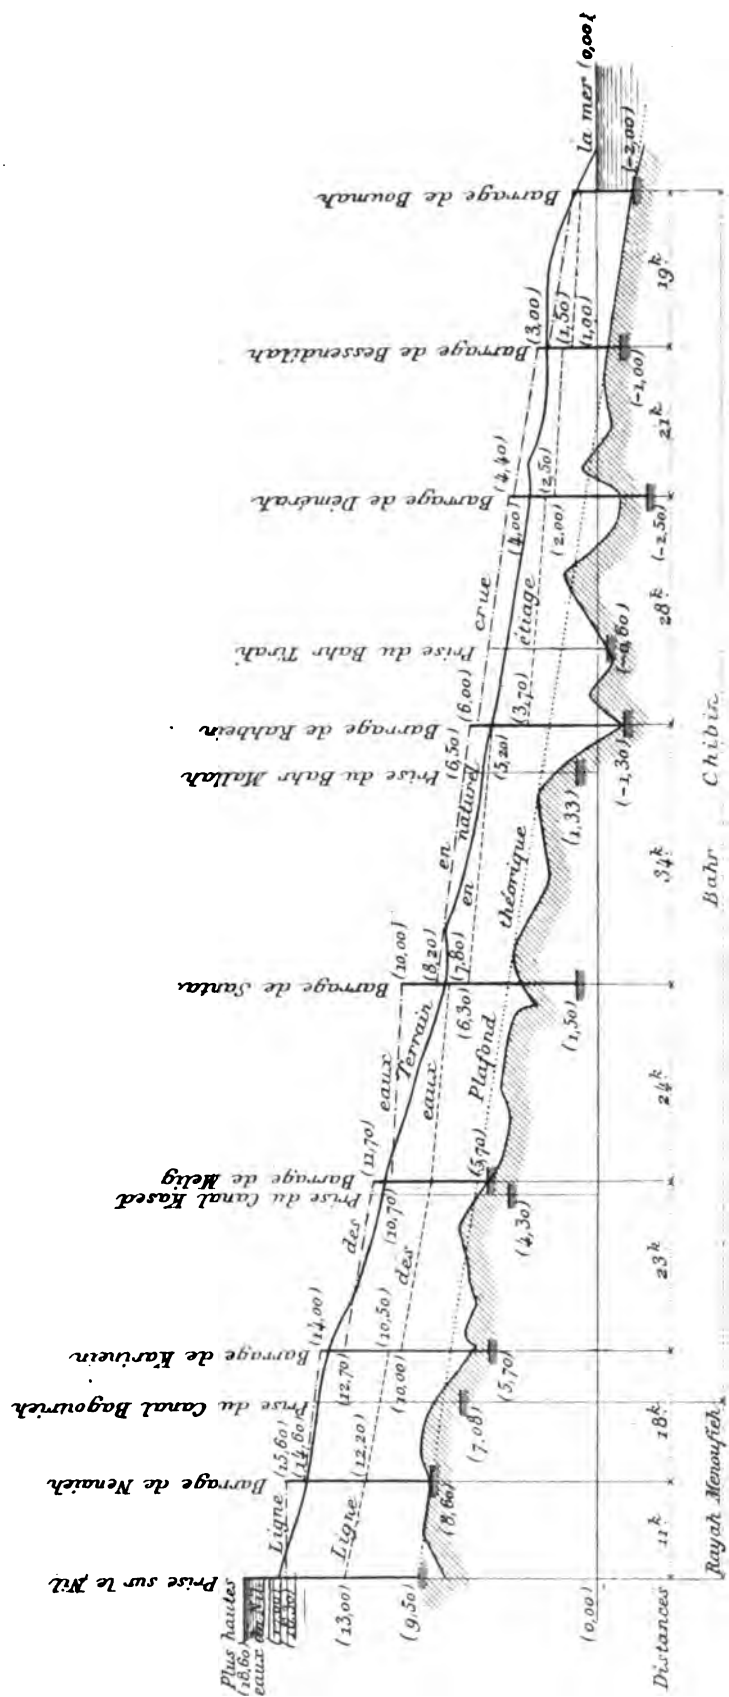 Plus hautes
eaux du Nil
(18,60)
(13,00)
(9,50)
(0,00)
Distances
Prise sur le Nil
Barrage de Nenaieh
Prise du Canal Bagourieh
Barrage de Karinein
Prise du Canal Kased
Barrage de Melig
Barrage de Santa
Prise du Bahr Mallah
Barrage de Rahbein
Prise du Bahr Tirah
Barrage de Démérah
Barrage de Bessendilah
Barrage de Boumah
la mer (0,00)
Ligne des eaux en crue
Terrain naturel
Ligne des eaux en étiage
Plafond théorique
(15,60)
(14,60)
(12,20)
(8,60)
(7,08)
(14,00)
(12,70)
(10,50)
(10,00)
(5,70)
(11,70)
(10,70)
(5,70)
(4,30)
(10,00)
(8,20)
(7,80)
(6,30)
(1,50)
(6,50)
(1,33)
(6,00)
(5,20)
(3,70)
(-1,30)
(-0,60)
(4,40)
(4,00)
(2,50)
(2,00)
(-2,50)
(3,00)
(1,50)
(1,00)
(-1,00)
(-2,00)
11k 18k 23k 24k 34k 28k 21k 19k
Rayah Menoufieh
Bahr Chibin